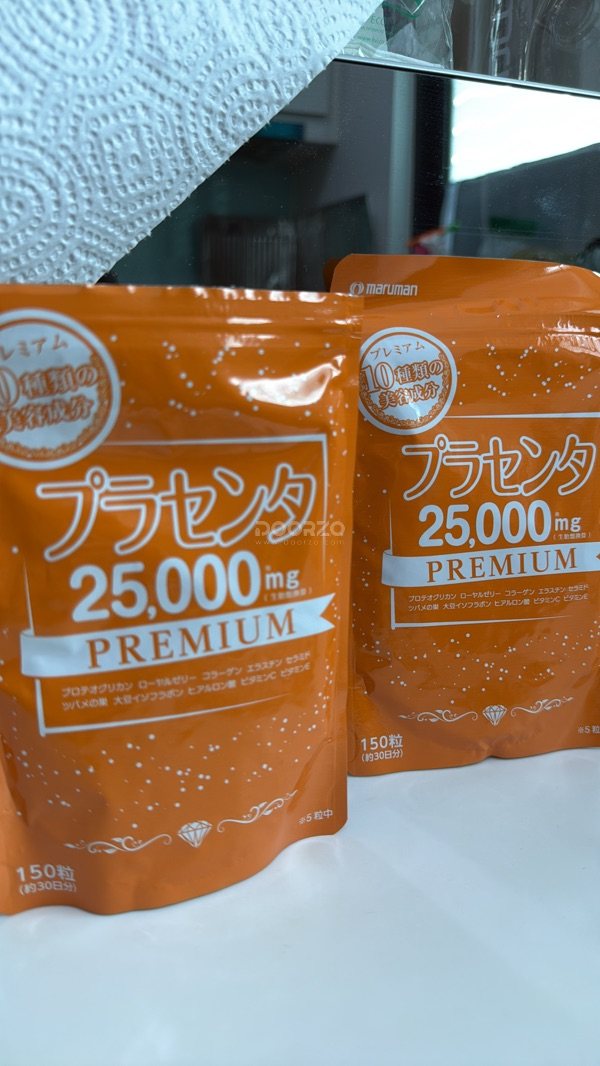 プレミアム
0種類の
美容成分
プラセンタ
25,000mg
PREMIUM
プロテオグリカン ローヤルゼリー コラーゲン エラスチン セラミド
ツバメの巣 大豆イソフラボン ヒアルロン酸 ビタミンC ビタミンE
150粒
(約30日分)
※5粒中
DOORZO
www.doorzo.com
maruman
プレミアム
10種類の
美容成分
プラセンタ
25,000※mg
PREMIUM
プロテオグリカン ローヤルゼリー コラーゲン エラスチン セラミド
ツバメの巣 大豆イソフラボン ヒアルロン酸 ビタミンC ビタミンE
150粒
(約30日分)
※5粒